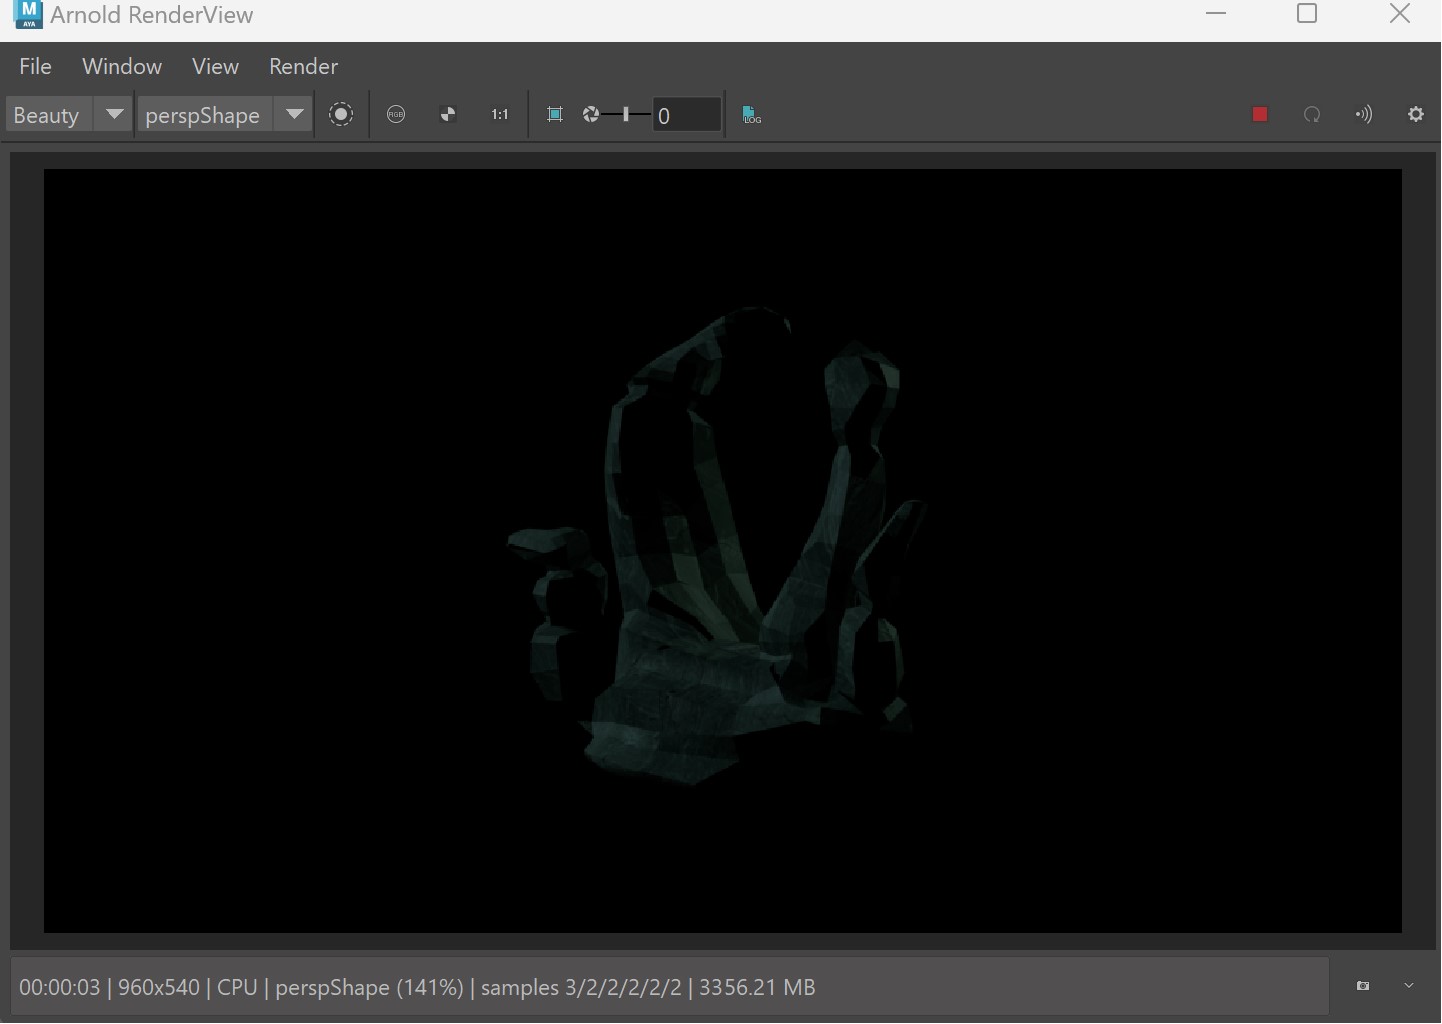 M
AYA
Arnold RenderView
File Window View Render
Beauty perspShape RGB 1:1 0 LOG
00:00:03 | 960x540 | CPU | perspShape (141%) | samples 3/2/2/2/2/2 | 3356.21 MB